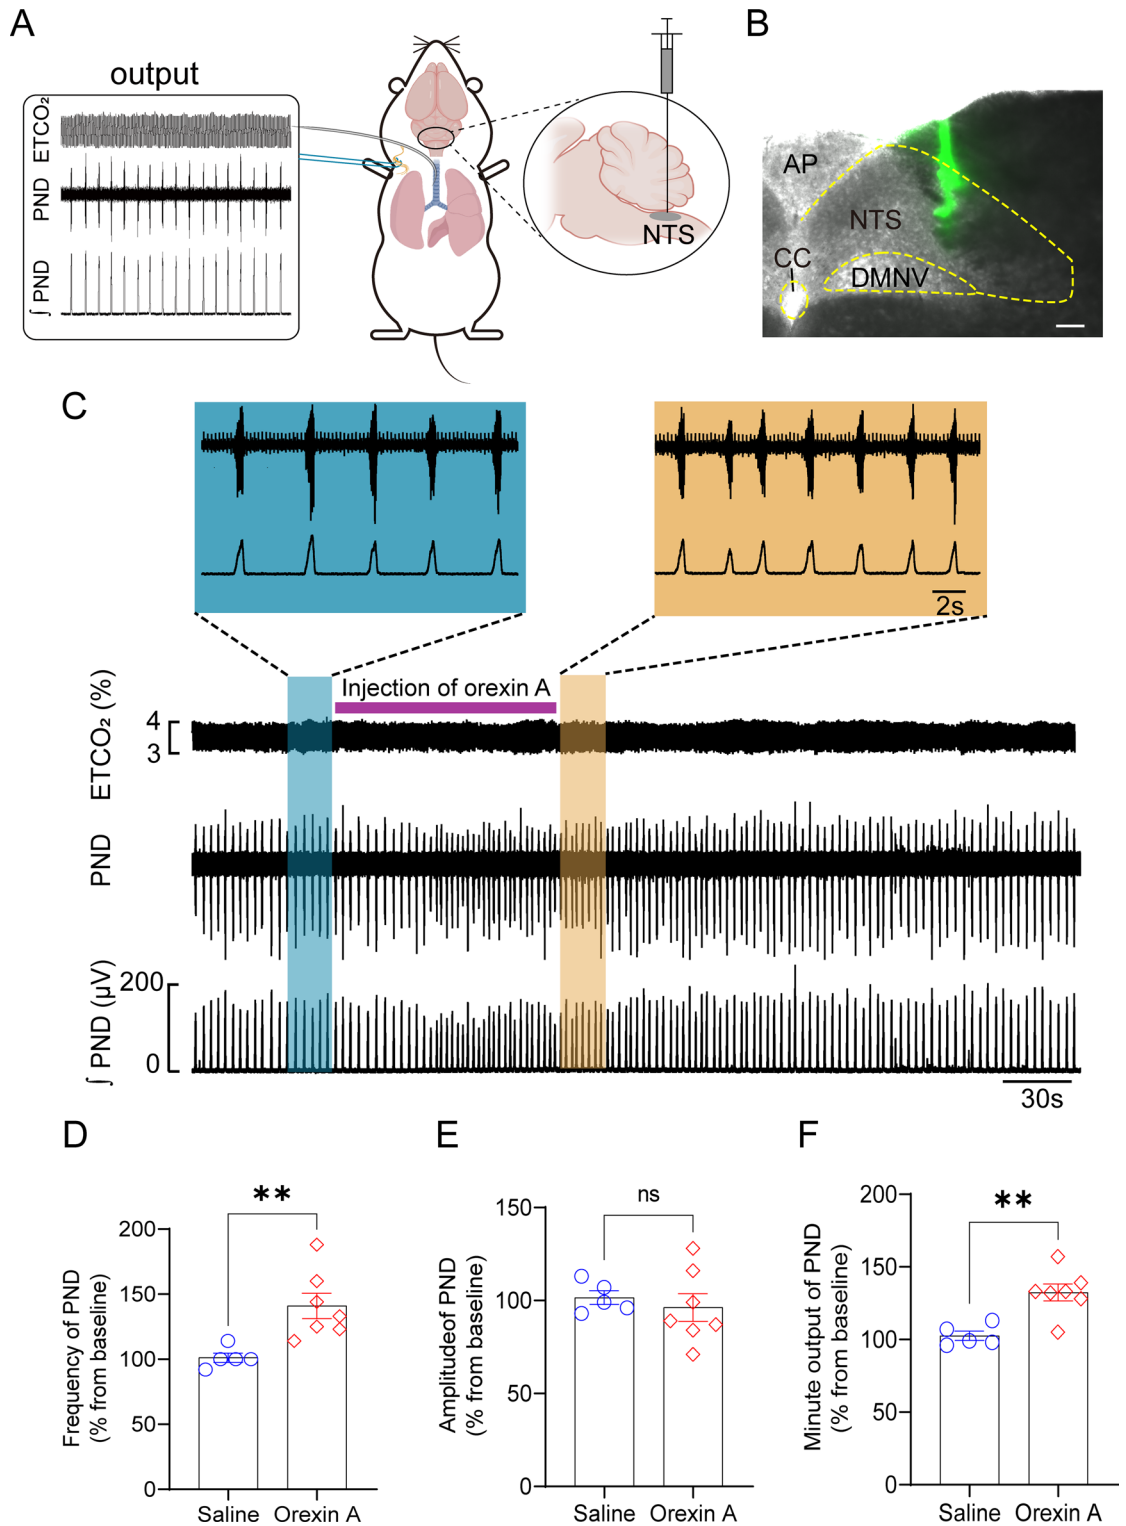 A
output
ETCO₂
PND
∫ PND
NTS
B
AP
NTS
CC
DMNV
C
2s
Injection of orexin A
ETCO₂ (%)
4
3
PND
∫ PND (μV)
200
0
30s
D
Frequency of PND
(% from baseline)
200
150
100
50
0
**
Saline
Orexin A
E
Amplitudeof PND
(% from baseline)
150
100
50
0
ns
Saline
Orexin A
F
Minute output of PND
(% from baseline)
200
150
100
50
0
**
Saline
Orexin A